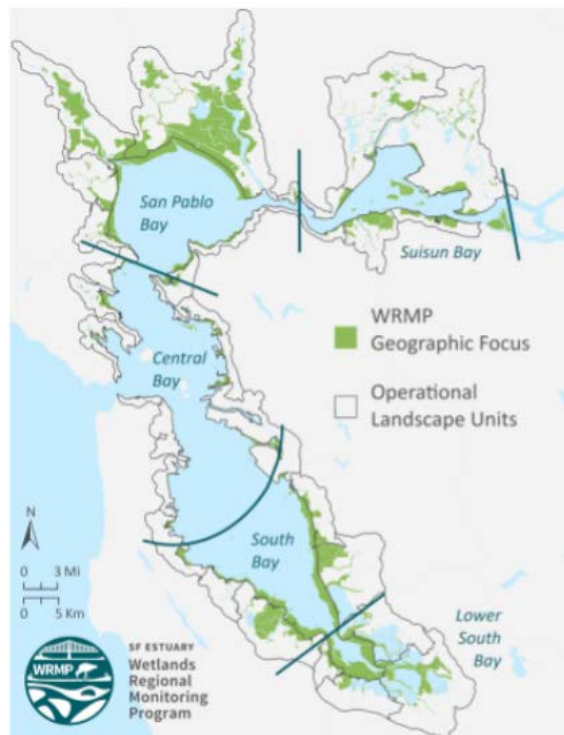 San Pablo
Bay
Suisun Bay
WRMP
Geographic Focus
Central
Bay
Operational
Landscape Units
N
South
Bay
0 3 Mi
0 5 Km
Lower
South
Bay
WRMP
SF ESTUARY
Wetlands
Regional
Monitoring
Program